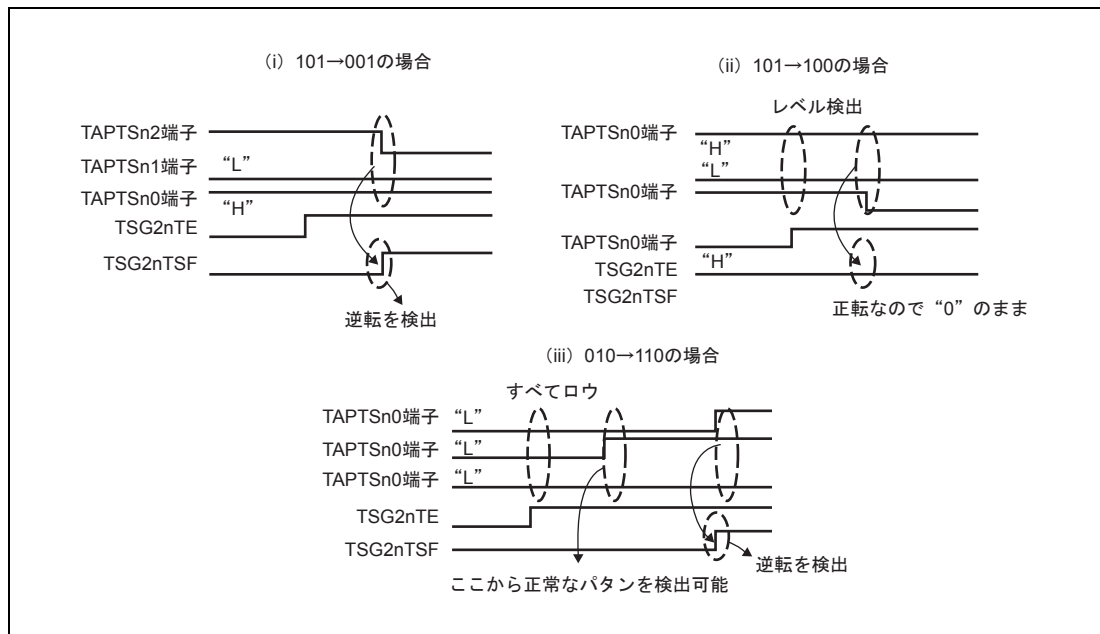 (i) 101→001の場合
TAPTSn2端子
TAPTSn1端子 “L”
TAPTSn0端子
“H”
TSG2nTE
TSG2nTSF
逆転を検出
(ii) 101→100の場合
レベル検出
TAPTSn0端子
“H”
“L”
TAPTSn0端子
TAPTSn0端子
“H”
TSG2nTE
TSG2nTSF
正転なので“0”のまま
(iii) 010→110の場合
すべてロウ
TAPTSn0端子 “L”
TAPTSn0端子 “L”
TAPTSn0端子 “L”
TSG2nTE
TSG2nTSF
逆転を検出
ここから正常なパタンを検出可能